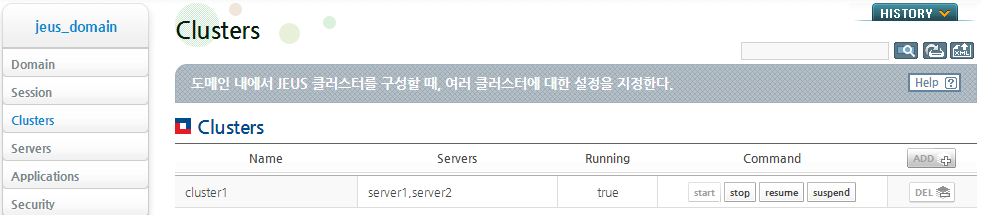 jeus_domain
Domain
Session
Clusters
Servers
Applications
Security
HISTORY
Clusters
XML
도메인 내에서 JEUS 클러스터를 구성할 때, 여러 클러스터에 대한 설정을 지정한다.
Help ?
Clusters
Name Servers Running Command ADD
cluster1 server1,server2 true start stop resume suspend DEL